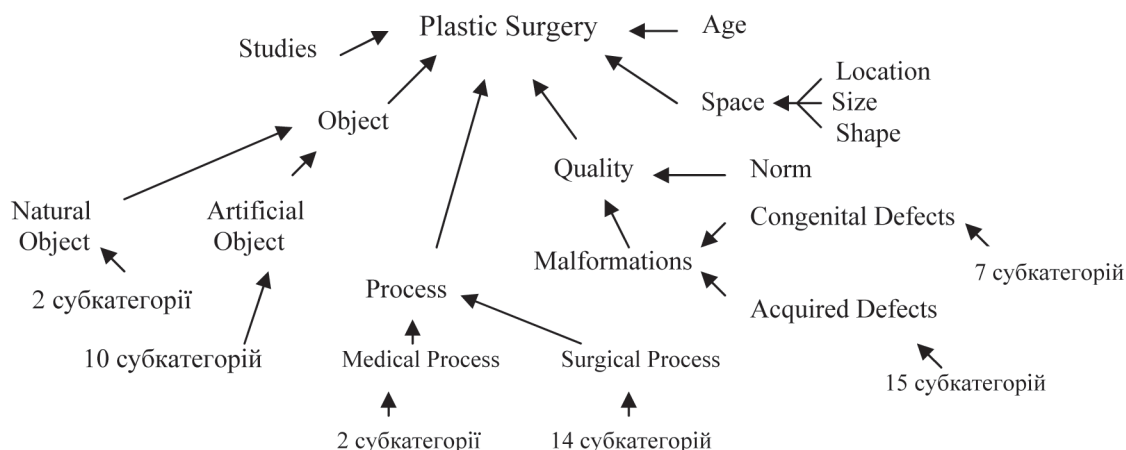 Plastic Surgery
Age
Studies
Location
Space
Size
Object
Shape
Quality
Norm
Natural
Object
Artificial
Object
Congenital Defects
Malformations
7 субкатегорій
Process
2 субкатегорії
Acquired Defects
10 субкатегорій
Medical Process
Surgical Process
15 субкатегорій
2 субкатегорії
14 субкатегорій